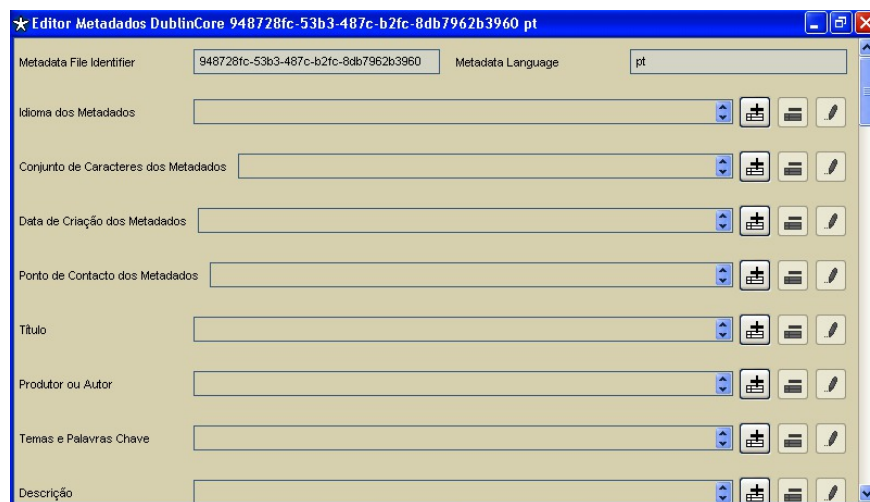 Editor Metadados DublinCore 948728fc-53b3-487c-b2fc-8db7962b3960 pt
Metadata File Identifier 948728fc-53b3-487c-b2fc-8db7962b3960 Metadata Language pt
Idioma dos Metadados
Conjunto de Caracteres dos Metadados
Data de Criação dos Metadados
Ponto de Contacto dos Metadados
Título
Produtor ou Autor
Temas e Palavras Chave
Descrição